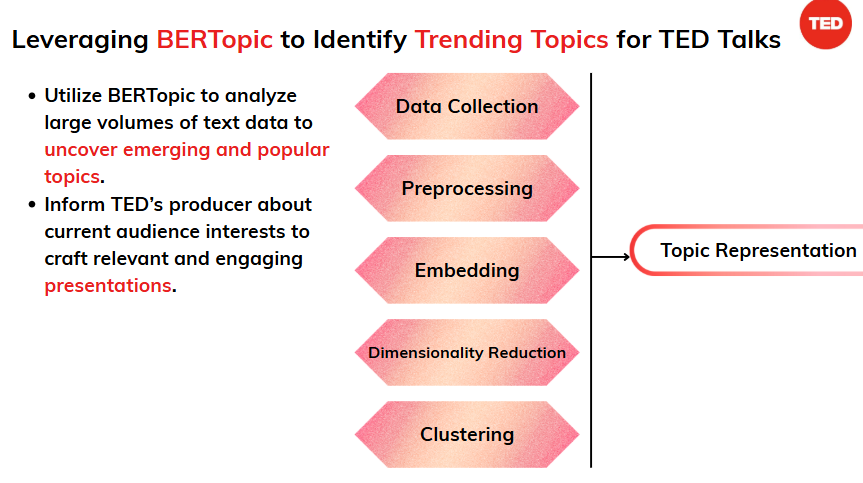 Leveraging BERTopic to Identify Trending Topics for TED Talks
TED
• Utilize BERTopic to analyze
large volumes of text data to
uncover emerging and popular
topics.
• Inform TED's producer about
current audience interests to
craft relevant and engaging
presentations.
Data Collection
Preprocessing
Embedding
Dimensionality Reduction
Clustering
Topic Representation